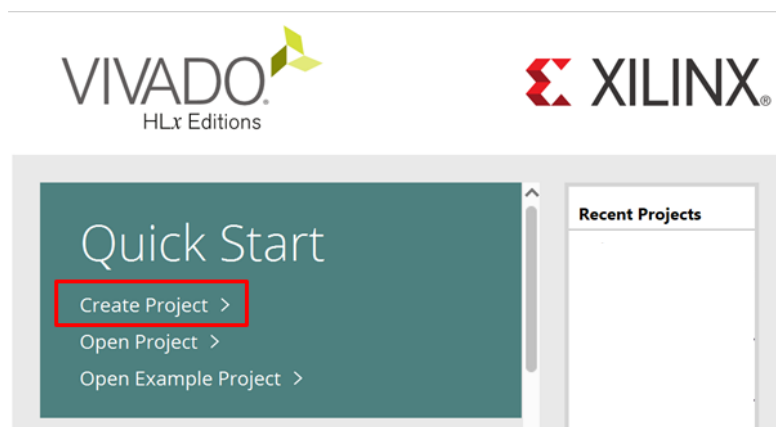 VIVADO.
HLx Editions
XILINX®
Quick Start
Create Project >
Open Project >
Open Example Project >
Recent Projects